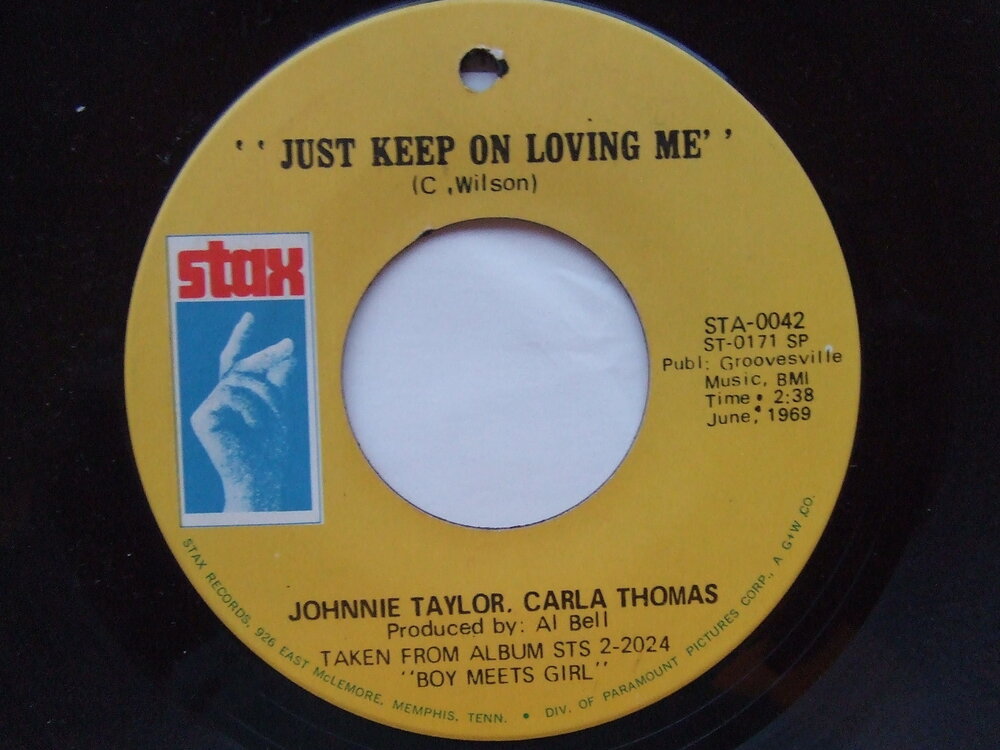 ‘‘JUST KEEP ON LOVING ME’’
(C ,Wilson)
stax
STA-0042
ST-0171 SP
Publ: Groovesville
Music, BMI
Time: 2:38
June, 1969
JOHNNIE TAYLOR. CARLA THOMAS
Produced by: Al Bell
TAKEN FROM ALBUM STS 2-2024
''BOY MEETS GIRL''
STAX RECORDS, 926 EAST McLEMORE, MEMPHIS, TENN. • DIV. OF PARAMOUNT PICTURES CORP., A G+W CO.